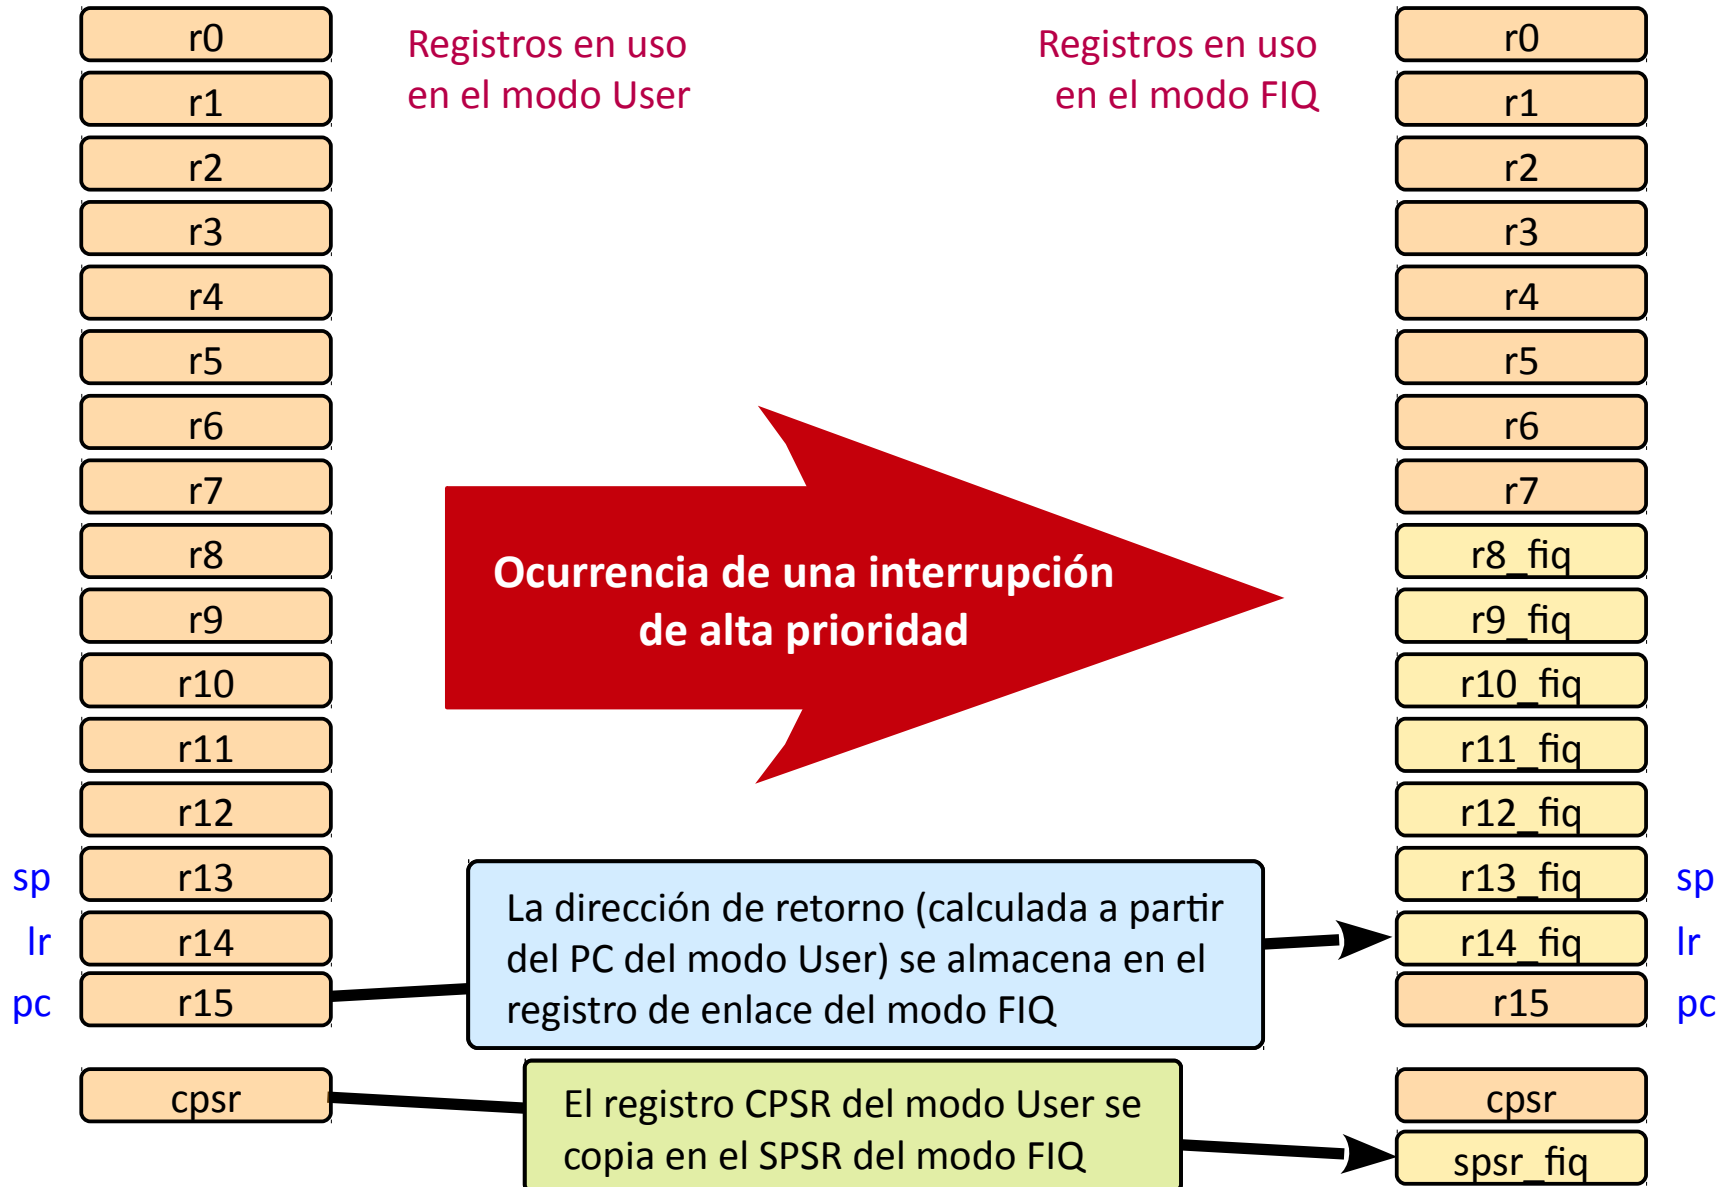 r0
r1
r2
r3
r4
r5
r6
r7
r8
r9
r10
r11
r12
sp r13
lr r14
pc r15
cpsr
Registros en uso
en el modo User
Ocurrencia de una interrupción
de alta prioridad
La dirección de retorno (calculada a partir
del PC del modo User) se almacena en el
registro de enlace del modo FIQ
El registro CPSR del modo User se
copia en el SPSR del modo FIQ
Registros en uso
en el modo FIQ
r0
r1
r2
r3
r4
r5
r6
r7
r8_fiq
r9_fiq
r10_fiq
r11_fiq
r12_fiq
r13_fiq sp
r14_fiq lr
r15 pc
cpsr
spsr_fiq